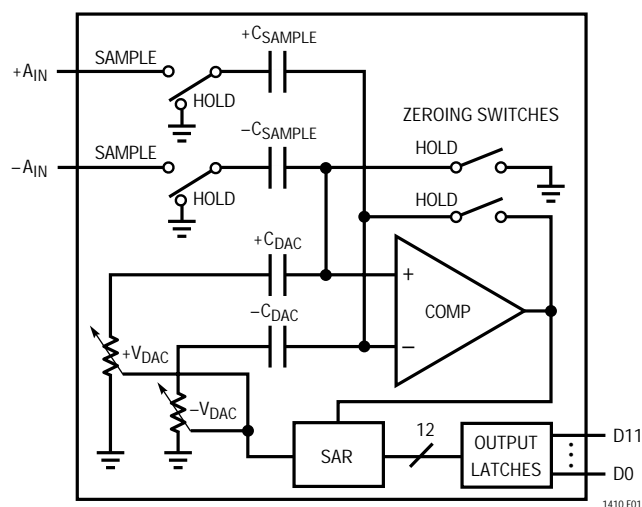 +CSAMPLE
+AIN
SAMPLE
HOLD
ZEROING SWITCHES
−CSAMPLE
−AIN
SAMPLE
HOLD
HOLD
HOLD
+CDAC
+
COMP
−CDAC
−
+VDAC
−VDAC
SAR
12
OUTPUT
LATCHES
D11
D0
1410 F01